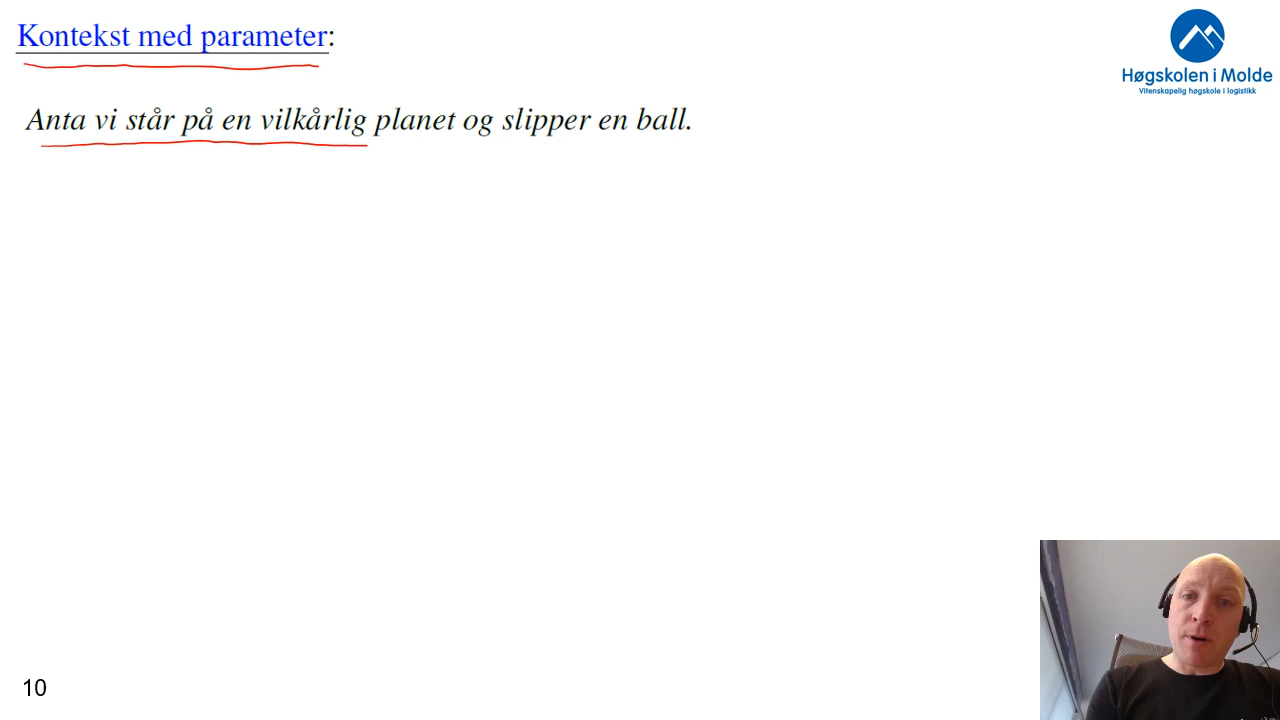 Kontekst med parameter:
Høgskolen i Molde
Vitenskapelig høgskole i logistikk
Anta vi står på en vilkårlig planet og slipper en ball.
10